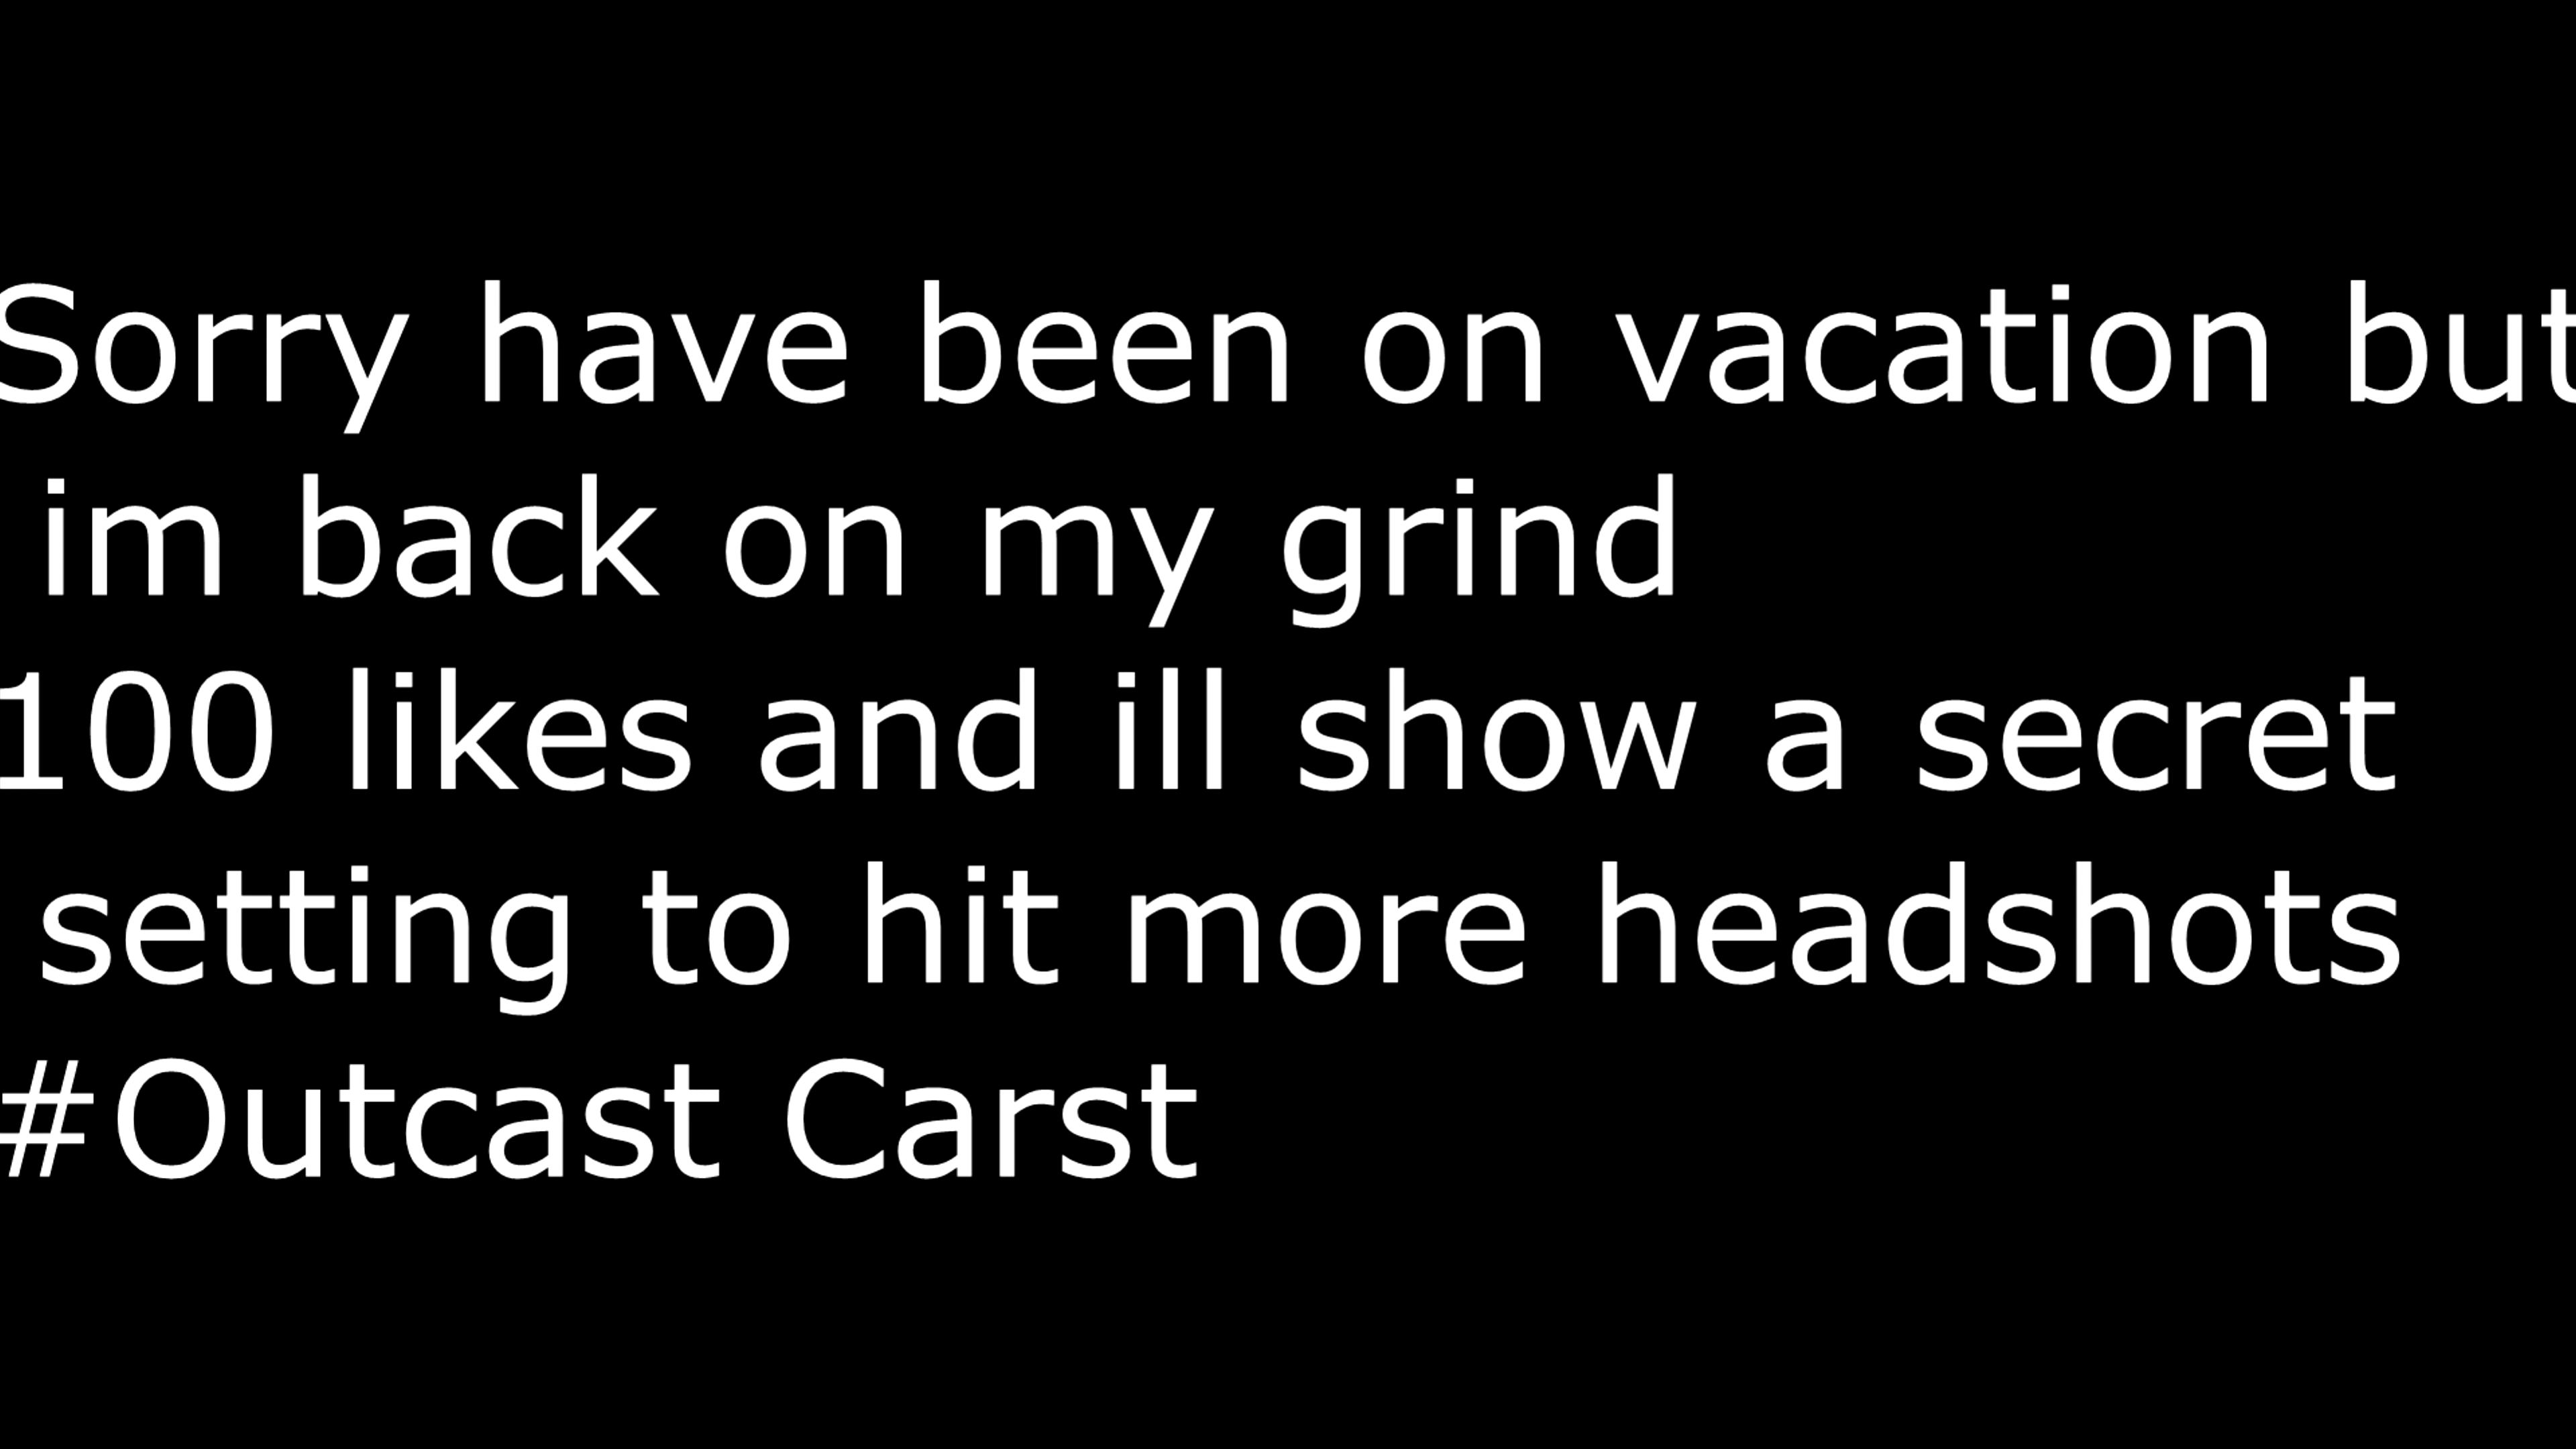 Sorry have been on vacation but
im back on my grind
100 likes and ill show a secret
setting to hit more headshots
#Outcast Carst